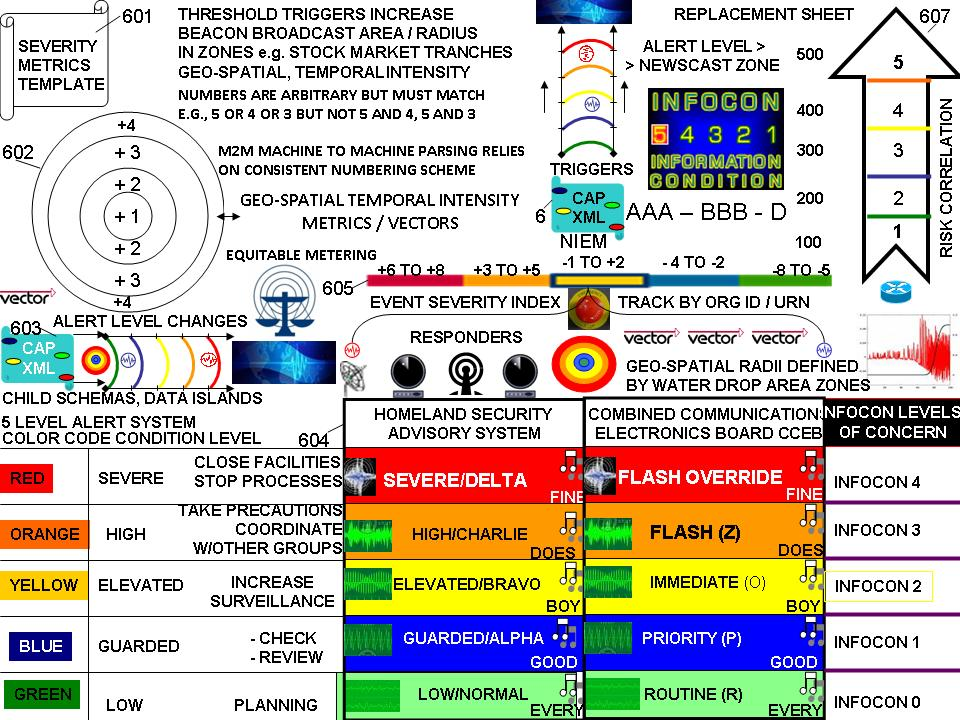 601
SEVERITY
METRICS
TEMPLATE
THRESHOLD TRIGGERS INCREASE
BEACON BROADCAST AREA / RADIUS
IN ZONES e.g. STOCK MARKET TRANCHES
GEO-SPATIAL, TEMPORALINTENSITY
NUMBERS ARE ARBITRARY BUT MUST MATCH
E.G., 5 OR 4 OR 3 BUT NOT 5 AND 4, 5 AND 3
M2M MACHINE TO MACHINE PARSING RELIES
ON CONSISTENT NUMBERING SCHEME
REPLACEMENT SHEET
607
ALERT LEVEL >
> NEWSCAST ZONE
500
400
300
200
100
5
4
3
2
1
RISK CORRELATION
INFOCON
5 4 3 2 1
INFORMATION
CONDITION
TRIGGERS
6
CAP
XML
NIEM
AAA – BBB - D
602
+4
+ 3
+ 2
+ 1
+ 2
+ 3
+4
GEO-SPATIAL TEMPORAL INTENSITY
METRICS / VECTORS
EQUITABLE METERING
605
+6 TO +8
+3 TO +5
-1 TO +2
- 4 TO -2
-8 TO -5
EVENT SEVERITY INDEX
TRACK BY ORG ID / URN
vector
603
ALERT LEVEL CHANGES
CAP
XML
RESPONDERS
vector
vector
vector
GEO-SPATIAL RADII DEFINED
BY WATER DROP AREA ZONES
CHILD SCHEMAS, DATA ISLANDS
5 LEVEL ALERT SYSTEM
COLOR CODE CONDITION LEVEL
604
HOMELAND SECURITY
ADVISORY SYSTEM
COMBINED COMMUNICATION
ELECTRONICS BOARD CCEB
NFOCON LEVELS
OF CONCERN
RED
SEVERE
CLOSE FACILITIES
STOP PROCESSES
SEVERE/DELTA
FINE
FLASH OVERRIDE
FINE
INFOCON 4
ORANGE
HIGH
TAKE PRECAUTIONS
COORDINATE
W/OTHER GROUPS
HIGH/CHARLIE
DOES
FLASH (Z)
DOES
INFOCON 3
YELLOW
ELEVATED
INCREASE
SURVEILLANCE
ELEVATED/BRAVO
BOY
IMMEDIATE (O)
BOY
INFOCON 2
BLUE
GUARDED
- CHECK
- REVIEW
GUARDED/ALPHA
GOOD
PRIORITY (P)
GOOD
INFOCON 1
GREEN
LOW
PLANNING
LOW/NORMAL
EVERY
ROUTINE (R)
EVERY
INFOCON 0